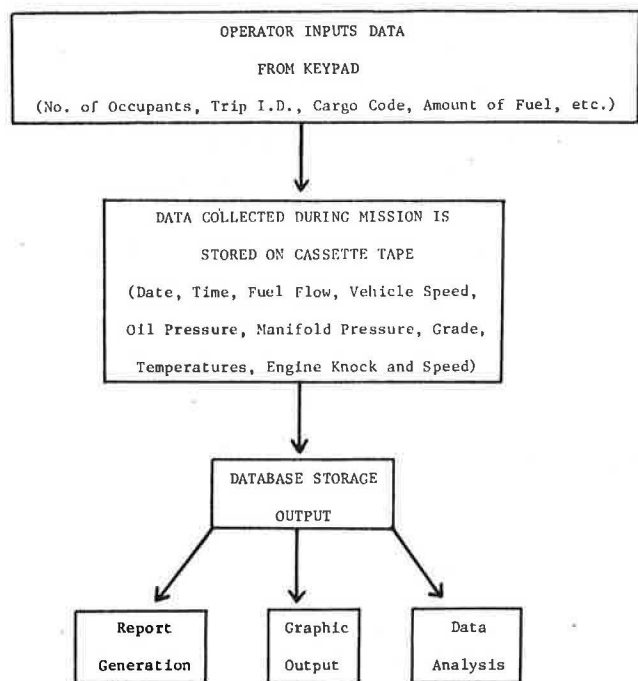 OPERATOR INPUTS DATA
FROM KEYPAD
(No. of Occupants, Trip I.D., Cargo Code, Amount of Fuel, etc.)
DATA COLLECTED DURING MISSION IS
STORED ON CASSETTE TAPE
(Date, Time, Fuel Flow, Vehicle Speed,
Oil Pressure, Manifold Pressure, Grade,
Temperatures, Engine Knock and Speed)
DATABASE STORAGE
OUTPUT
Report
Generation
Graphic
Output
Data
Analysis